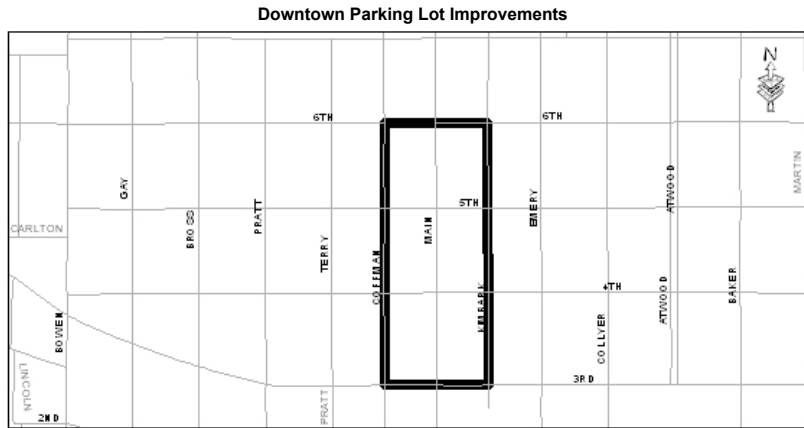 Downtown Parking Lot Improvements
N
6TH
6TH
MARTIN
GAY
ATWOOD
5TH
EMERY
PRATT
BROSS
MAIN
CARLTON
TERRY
COFFMAN
4TH
BAKER
ATWOOD
KIMBARK
BOWEN
COLLYER
LINCOLN
3RD
PRATT
2ND